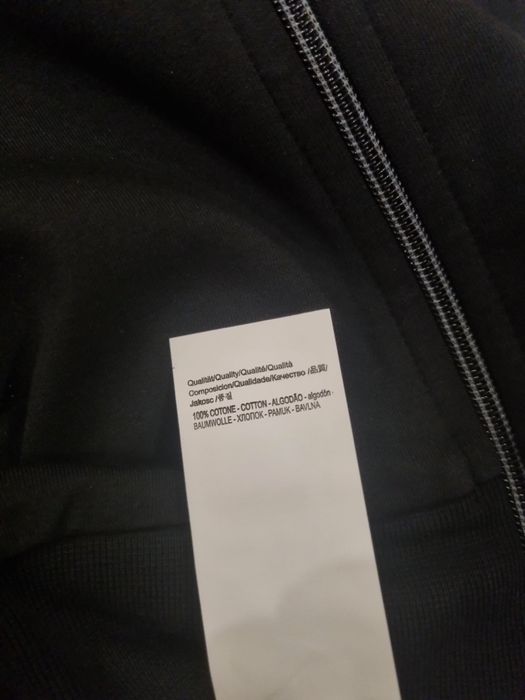 Qualität/Quality/Qualité/Qualità
Composicion/Qualidade/Качество /品質/
Jakosc /품질
100% COTONE - COTTON - ALGODÃO - algodón -
BAUMWOLLE - ХЛОПОК - PAMUK - BAVLNA